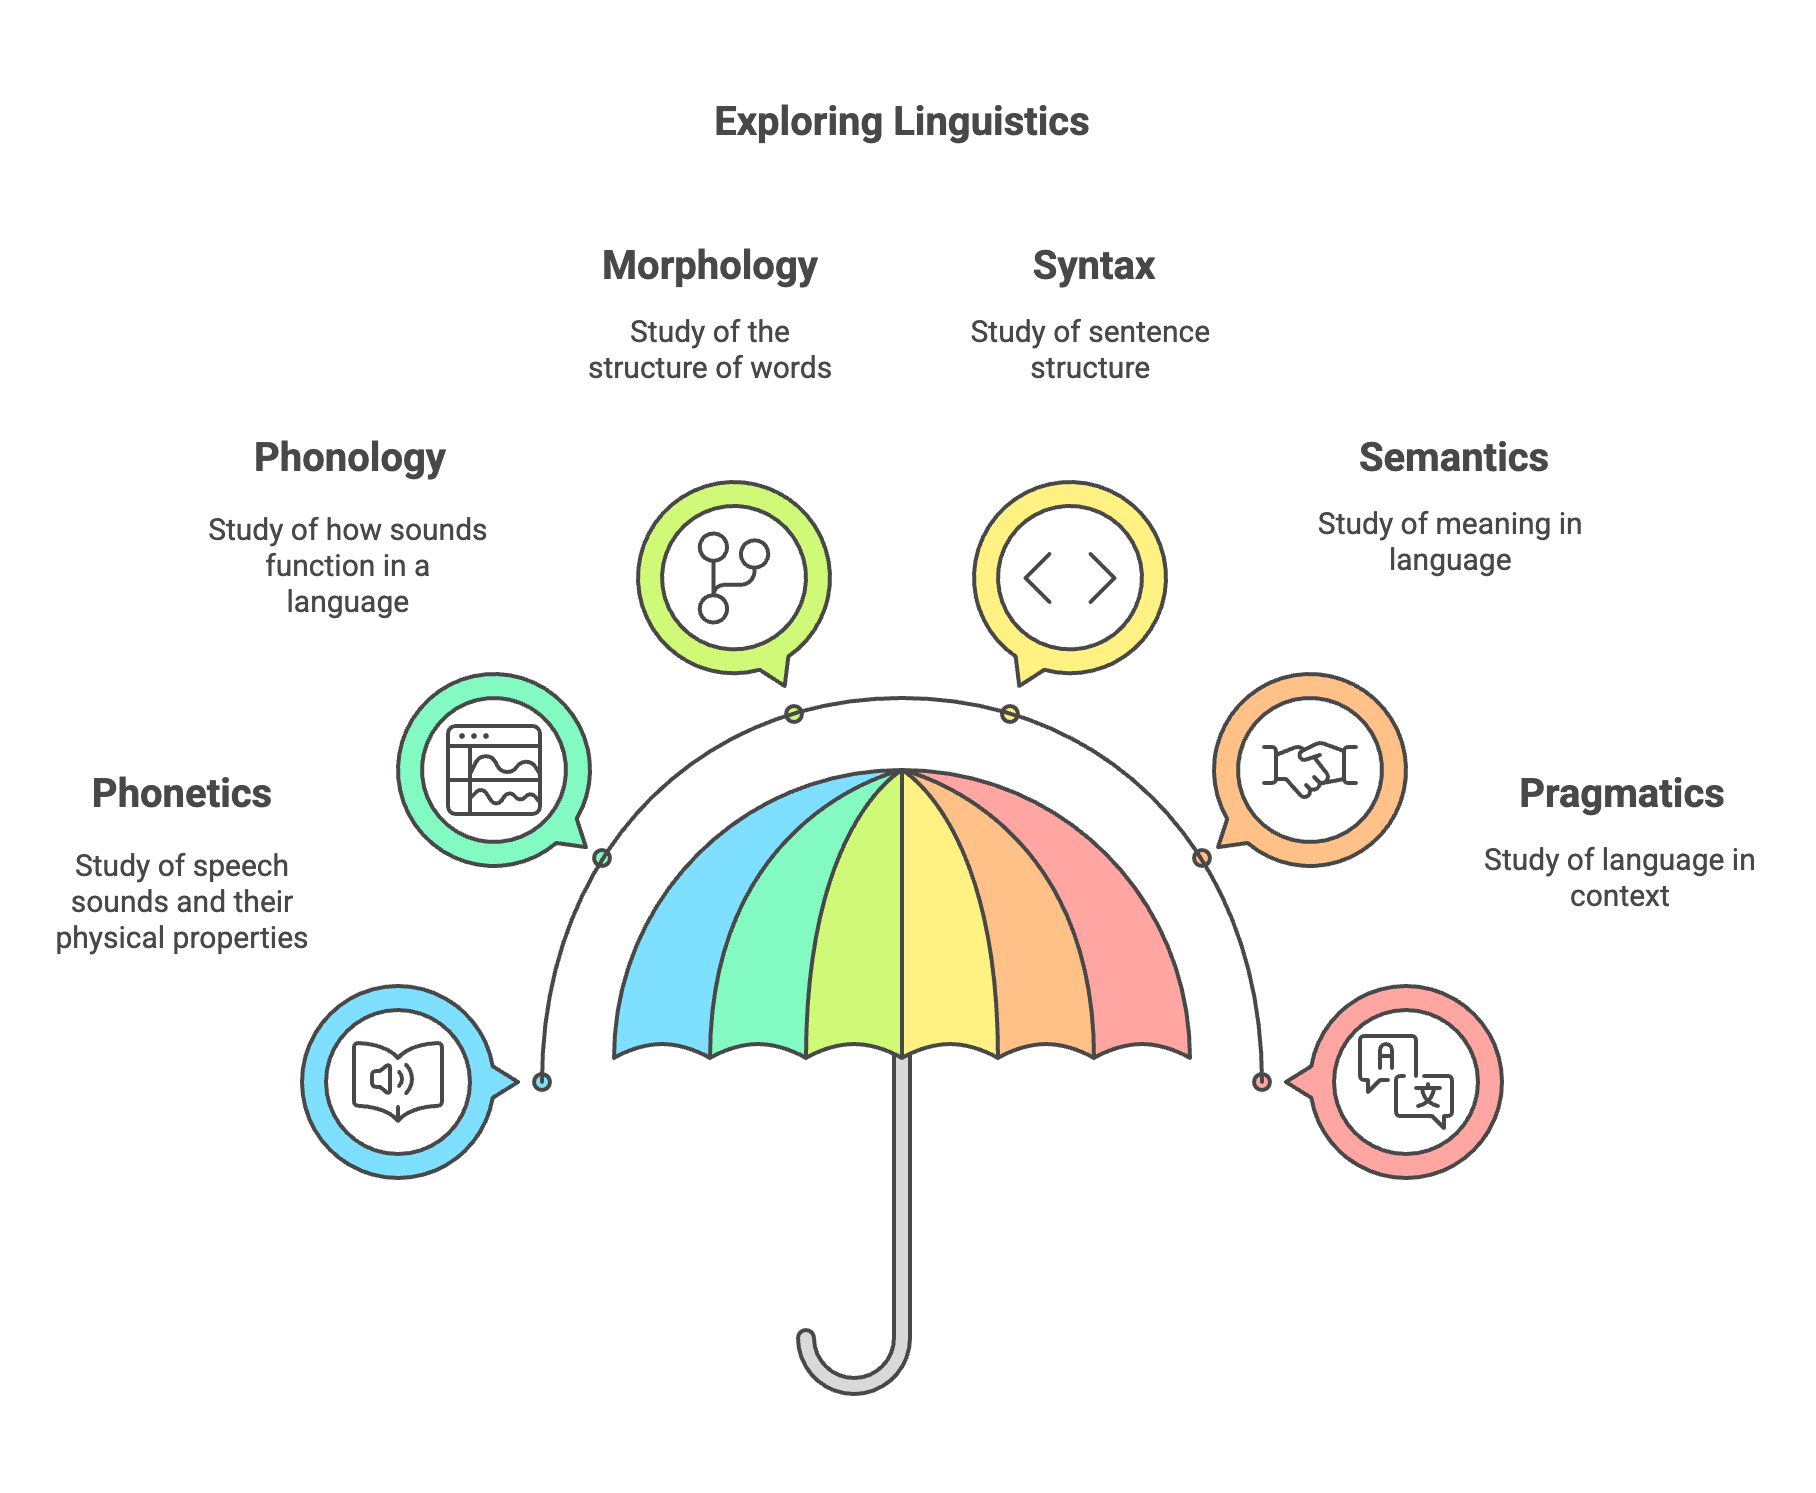 Exploring Linguistics
Morphology
Study of the
structure of words
Syntax
Study of sentence
structure
Phonology
Study of how sounds
function in a
language
Semantics
Study of meaning in
language
Phonetics
Study of speech
sounds and their
physical properties
Pragmatics
Study of language in
context
A
文